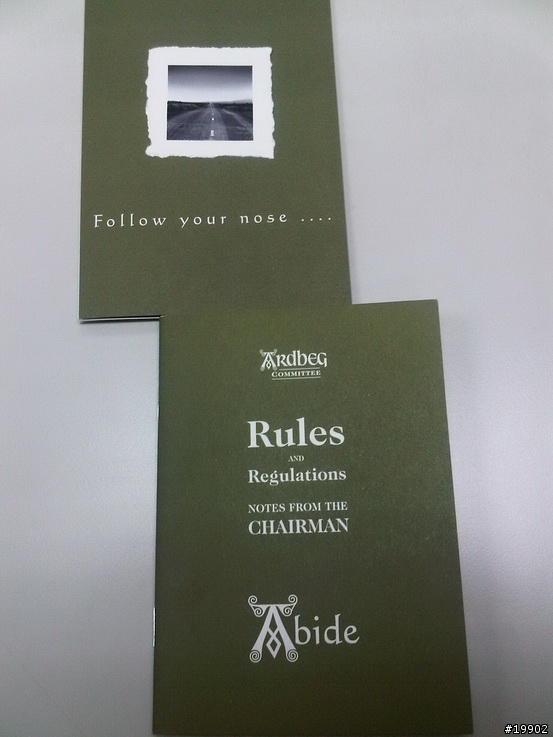 Follow your nose ....
ARDBEG
COMMITTEE
Rules
AND
Regulations
NOTES FROM THE
CHAIRMAN
Abide
#19902